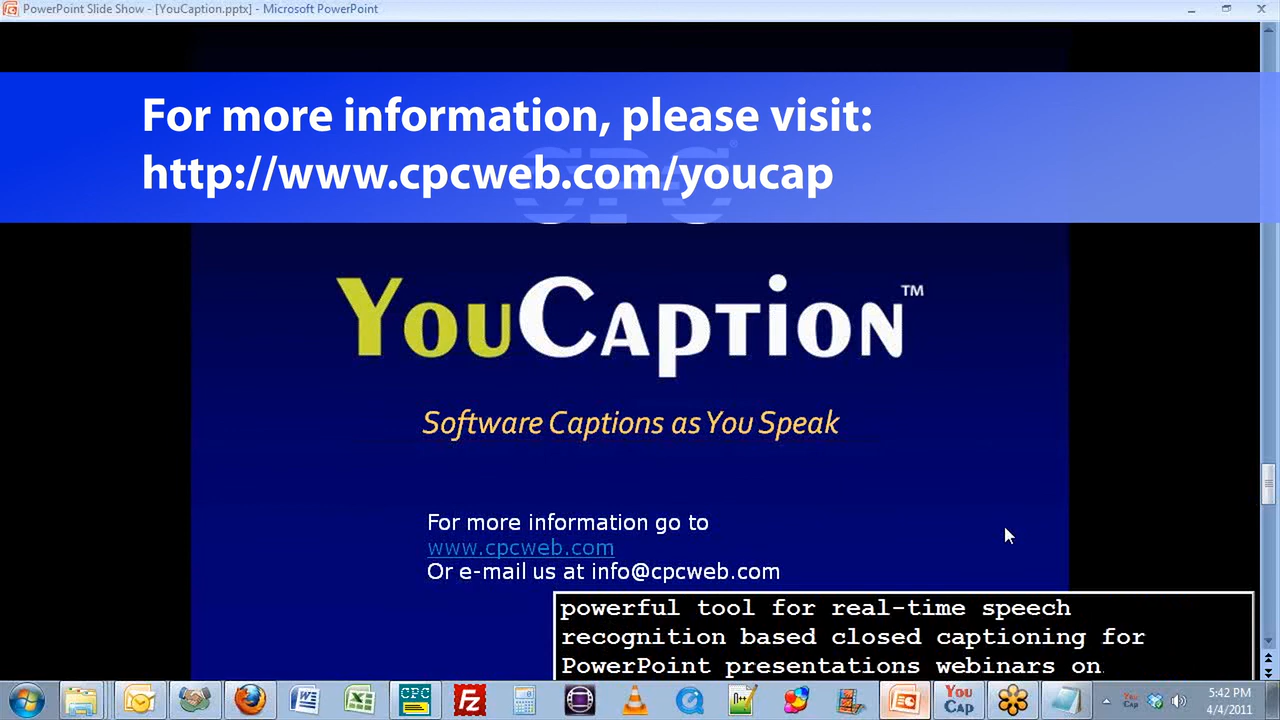 PowerPoint Slide Show - [YouCaption.pptx] - Microsoft PowerPoint
For more information, please visit:
http://www.cpcweb.com/youcap
CPC
YouCaption™
Software Captions as You Speak
For more information go to
www.cpcweb.com
Or e-mail us at info@cpcweb.com
powerful tool for real-time speech
recognition based closed captioning for
PowerPoint presentations webinars on
CPC
You
Cap
5:42 PM
4/4/2011